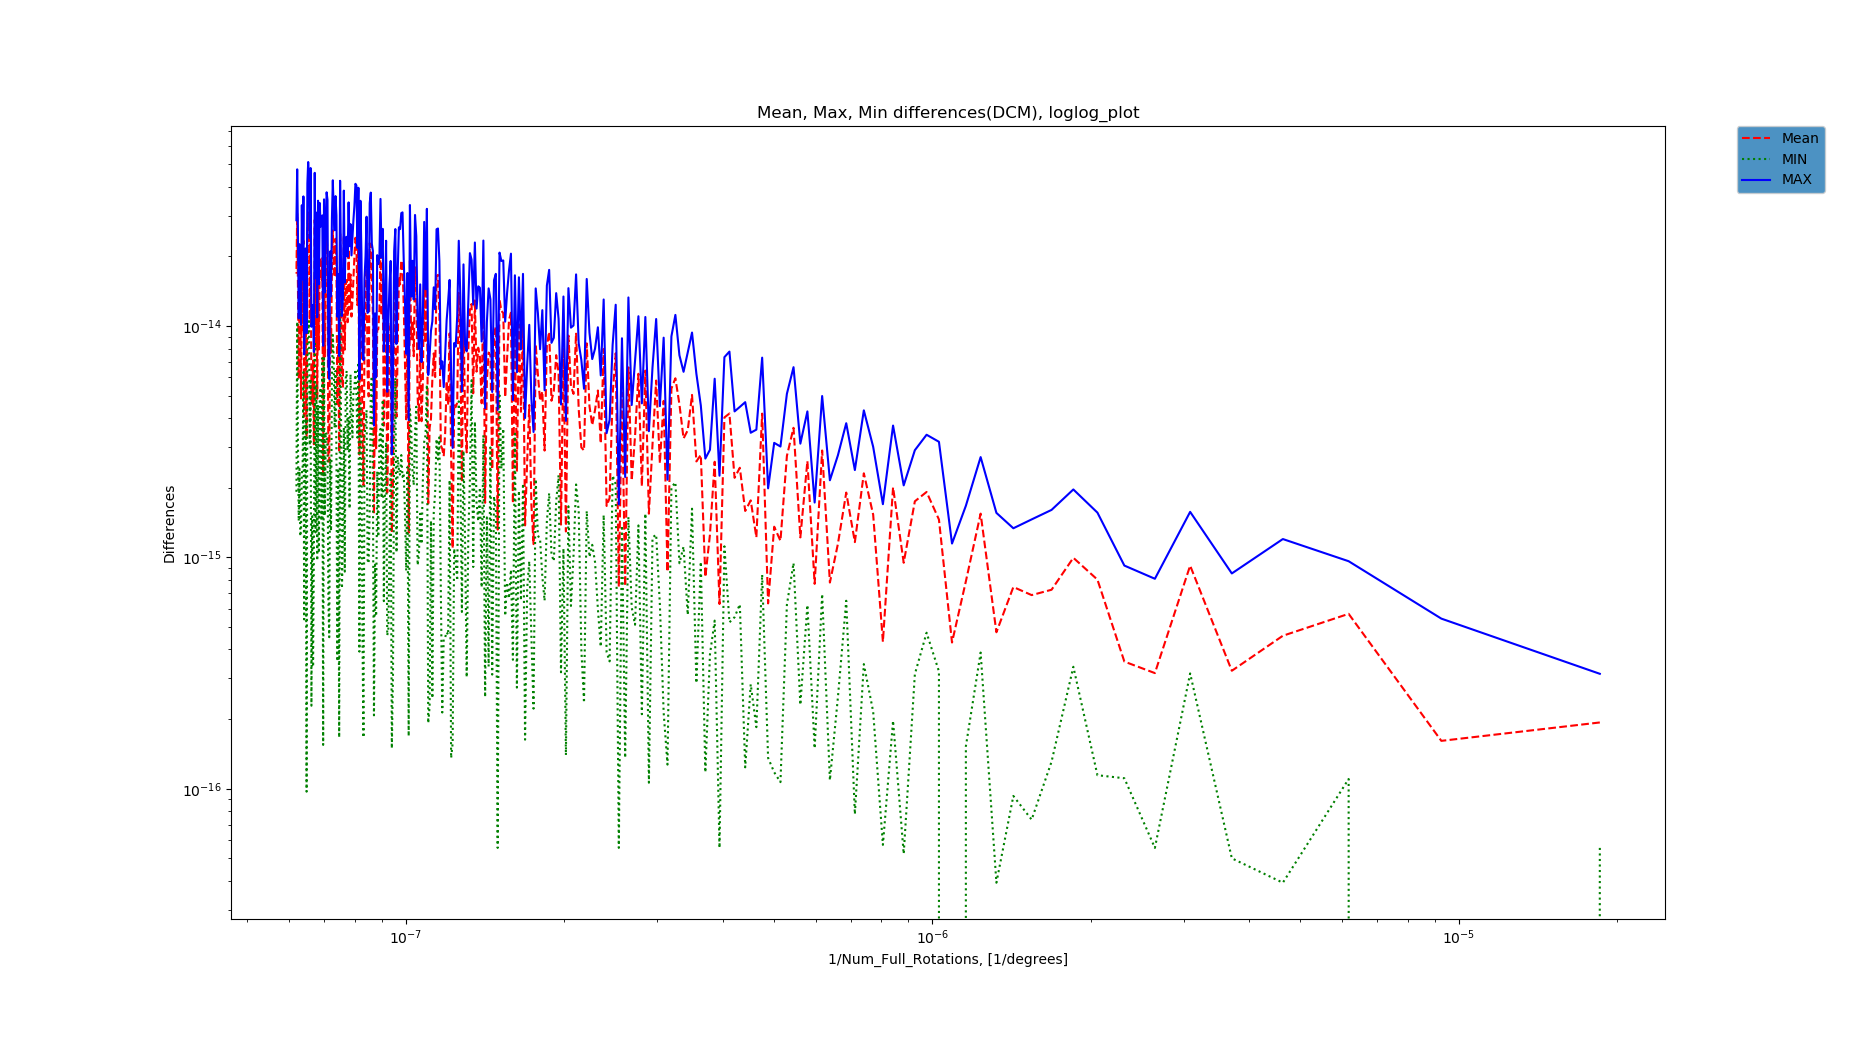 Mean, Max, Min differences(DCM), loglog_plot
Mean
MIN
MAX
Differences
10⁻¹⁴
10⁻¹⁵
10⁻¹⁶
10⁻⁷
10⁻⁶
10⁻⁵
1/Num_Full_Rotations, [1/degrees]